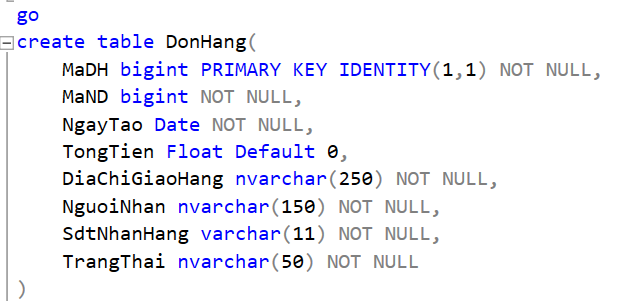 go
create table DonHang(
MaDH bigint PRIMARY KEY IDENTITY(1,1) NOT NULL,
MaND bigint NOT NULL,
NgayTao Date NOT NULL,
TongTien Float Default 0,
DiaChiGiaoHang nvarchar(250) NOT NULL,
NguoiNhan nvarchar(150) NOT NULL,
SdtNhanHang varchar(11) NOT NULL,
TrangThai nvarchar(50) NOT NULL
)